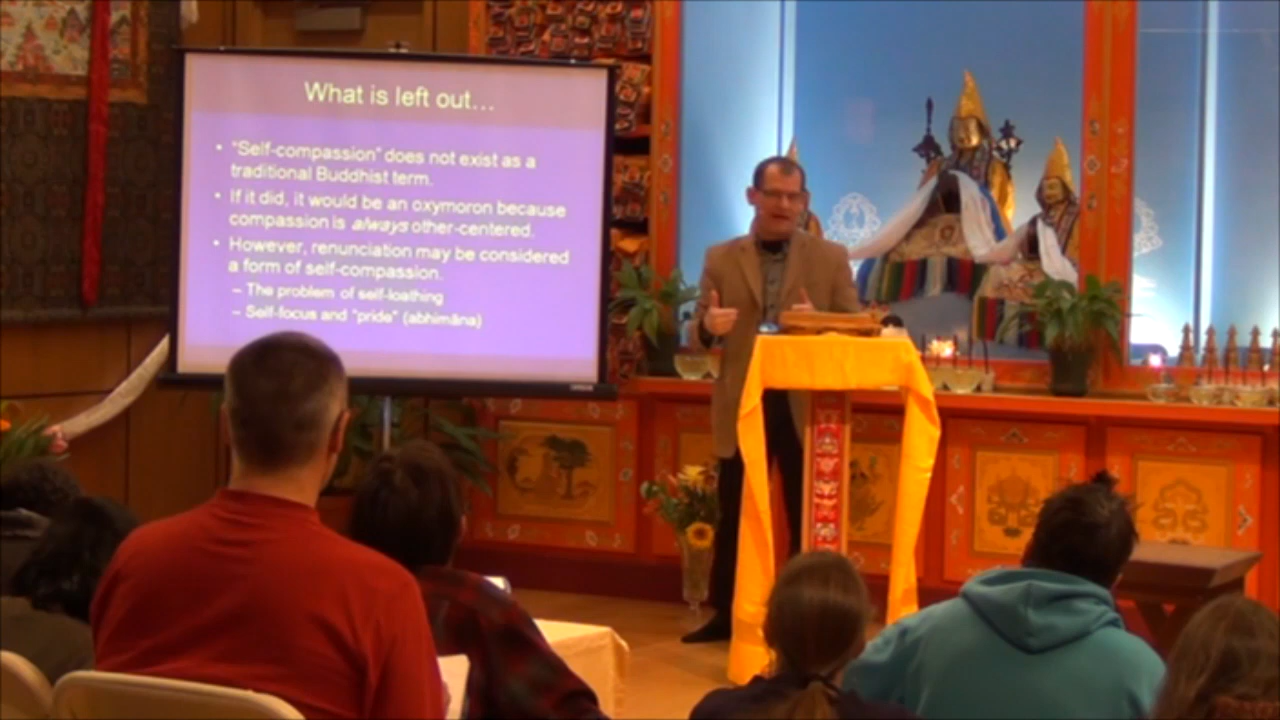 What is left out…
• "Self-compassion" does not exist as a
traditional Buddhist term.
• If it did, it would be an oxymoron because
compassion is always other-centered.
• However, renunciation may be considered
a form of self-compassion.
– The problem of self-loathing
– Self-focus and "pride" (abhimāna)